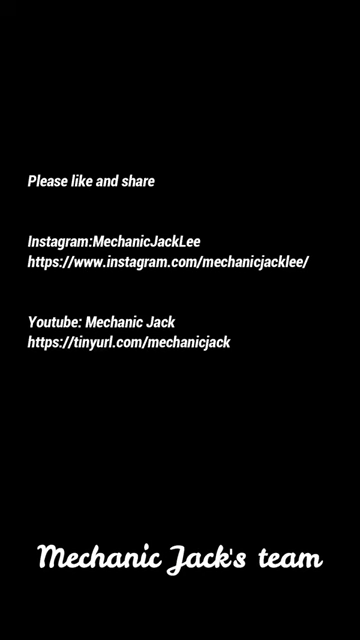 Please like and share
Instagram:MechanicJackLee
https://www.instagram.com/mechanicjacklee/
Youtube: Mechanic Jack
https://tinyurl.com/mechanicjack
Mechanic Jack's team